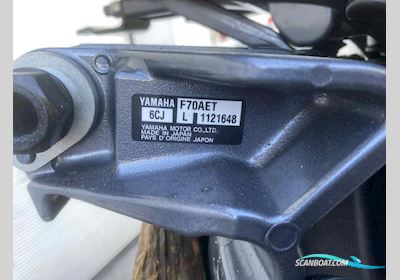 YAMAHA F70AET
6CJ L 1121648
YAMAHA MOTOR CO.,LTD.
MADE IN JAPAN
PAYS D'ORIGINE JAPON
SCANBOAT.COM